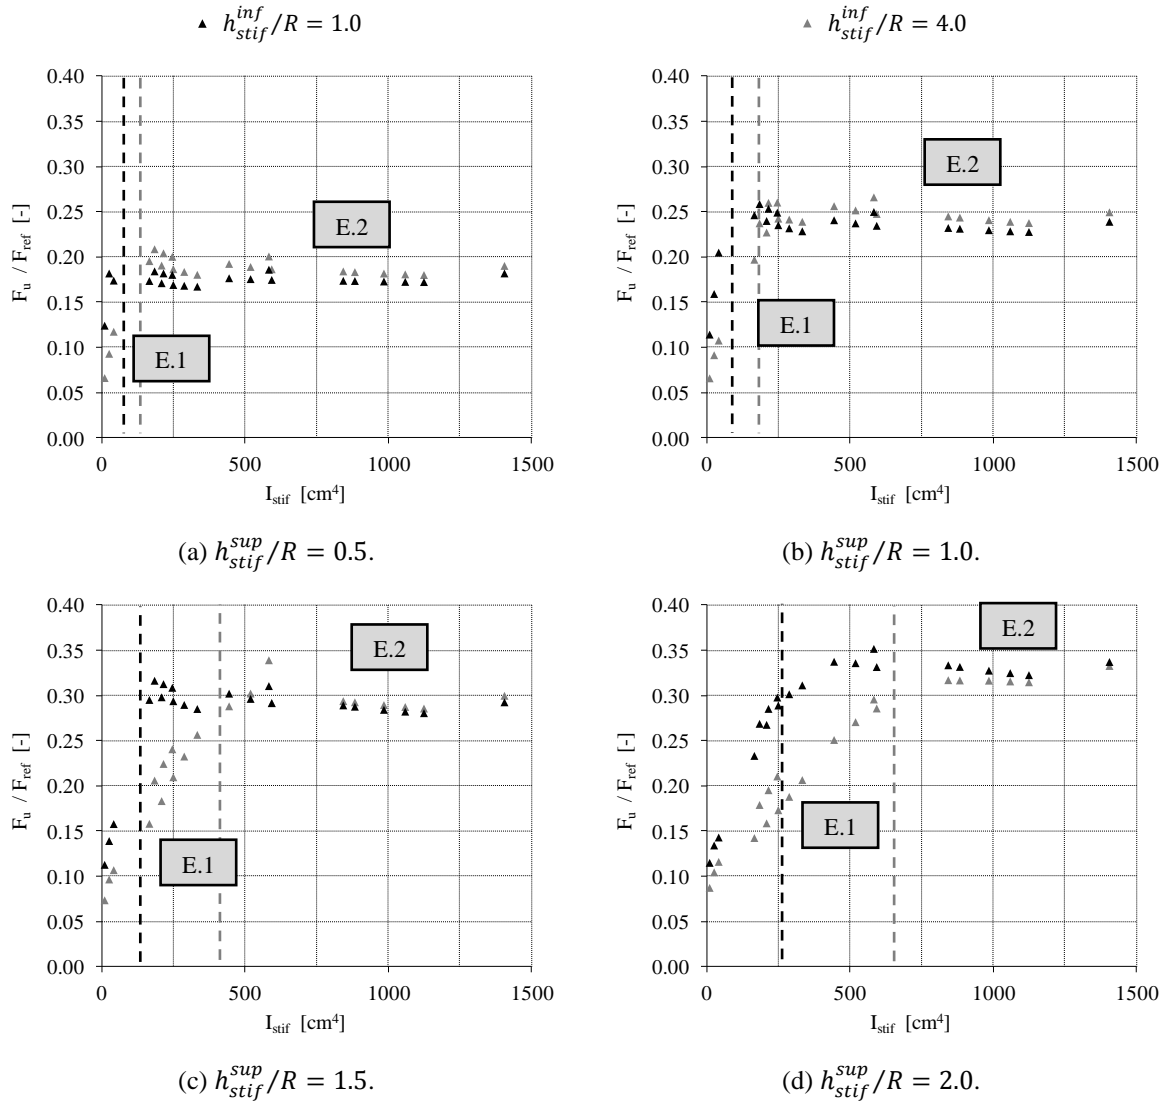 ▲ h_stif^inf/R = 1.0 ▲ h_stif^inf/R = 4.0
0.40
0.35
0.30
0.25
0.20
0.15
0.10
0.05
0.00
F_u / F_ref [-]
E.2
E.1
0 500 1000 1500
I_stif [cm⁴]
(a) h_stif^sup/R = 0.5.
0.40
0.35
0.30
0.25
0.20
0.15
0.10
0.05
0.00
F_u / F_ref [-]
E.2
E.1
0 500 1000 1500
I_stif [cm⁴]
(b) h_stif^sup/R = 1.0.
0.40
0.35
0.30
0.25
0.20
0.15
0.10
0.05
0.00
F_u / F_ref [-]
E.2
E.1
0 500 1000 1500
I_stif [cm⁴]
(c) h_stif^sup/R = 1.5.
0.40
0.35
0.30
0.25
0.20
0.15
0.10
0.05
0.00
F_u / F_ref [-]
E.2
E.1
0 500 1000 1500
I_stif [cm⁴]
(d) h_stif^sup/R = 2.0.